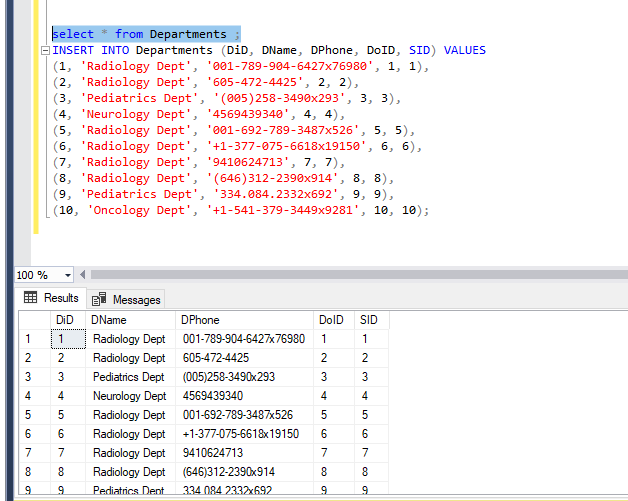 select * from Departments ;
INSERT INTO Departments (DiD, DName, DPhone, DoID, SID) VALUES
(1, 'Radiology Dept', '001-789-904-6427x76980', 1, 1),
(2, 'Radiology Dept', '605-472-4425', 2, 2),
(3, 'Pediatrics Dept', '(005)258-3490x293', 3, 3),
(4, 'Neurology Dept', '4569439340', 4, 4),
(5, 'Radiology Dept', '001-692-789-3487x526', 5, 5),
(6, 'Radiology Dept', '+1-377-075-6618x19150', 6, 6),
(7, 'Radiology Dept', '9410624713', 7, 7),
(8, 'Radiology Dept', '(646)312-2390x914', 8, 8),
(9, 'Pediatrics Dept', '334.084.2332x692', 9, 9),
(10, 'Oncology Dept', '+1-541-379-3449x9281', 10, 10);
100 %
Results Messages
DiD DName DPhone DoID SID
1 1 Radiology Dept 001-789-904-6427x76980 1 1
2 2 Radiology Dept 605-472-4425 2 2
3 3 Pediatrics Dept (005)258-3490x293 3 3
4 4 Neurology Dept 4569439340 4 4
5 5 Radiology Dept 001-692-789-3487x526 5 5
6 6 Radiology Dept +1-377-075-6618x19150 6 6
7 7 Radiology Dept 9410624713 7 7
8 8 Radiology Dept (646)312-2390x914 8 8
9 9 Pediatrics Dept 334.084.2332x692 9 9